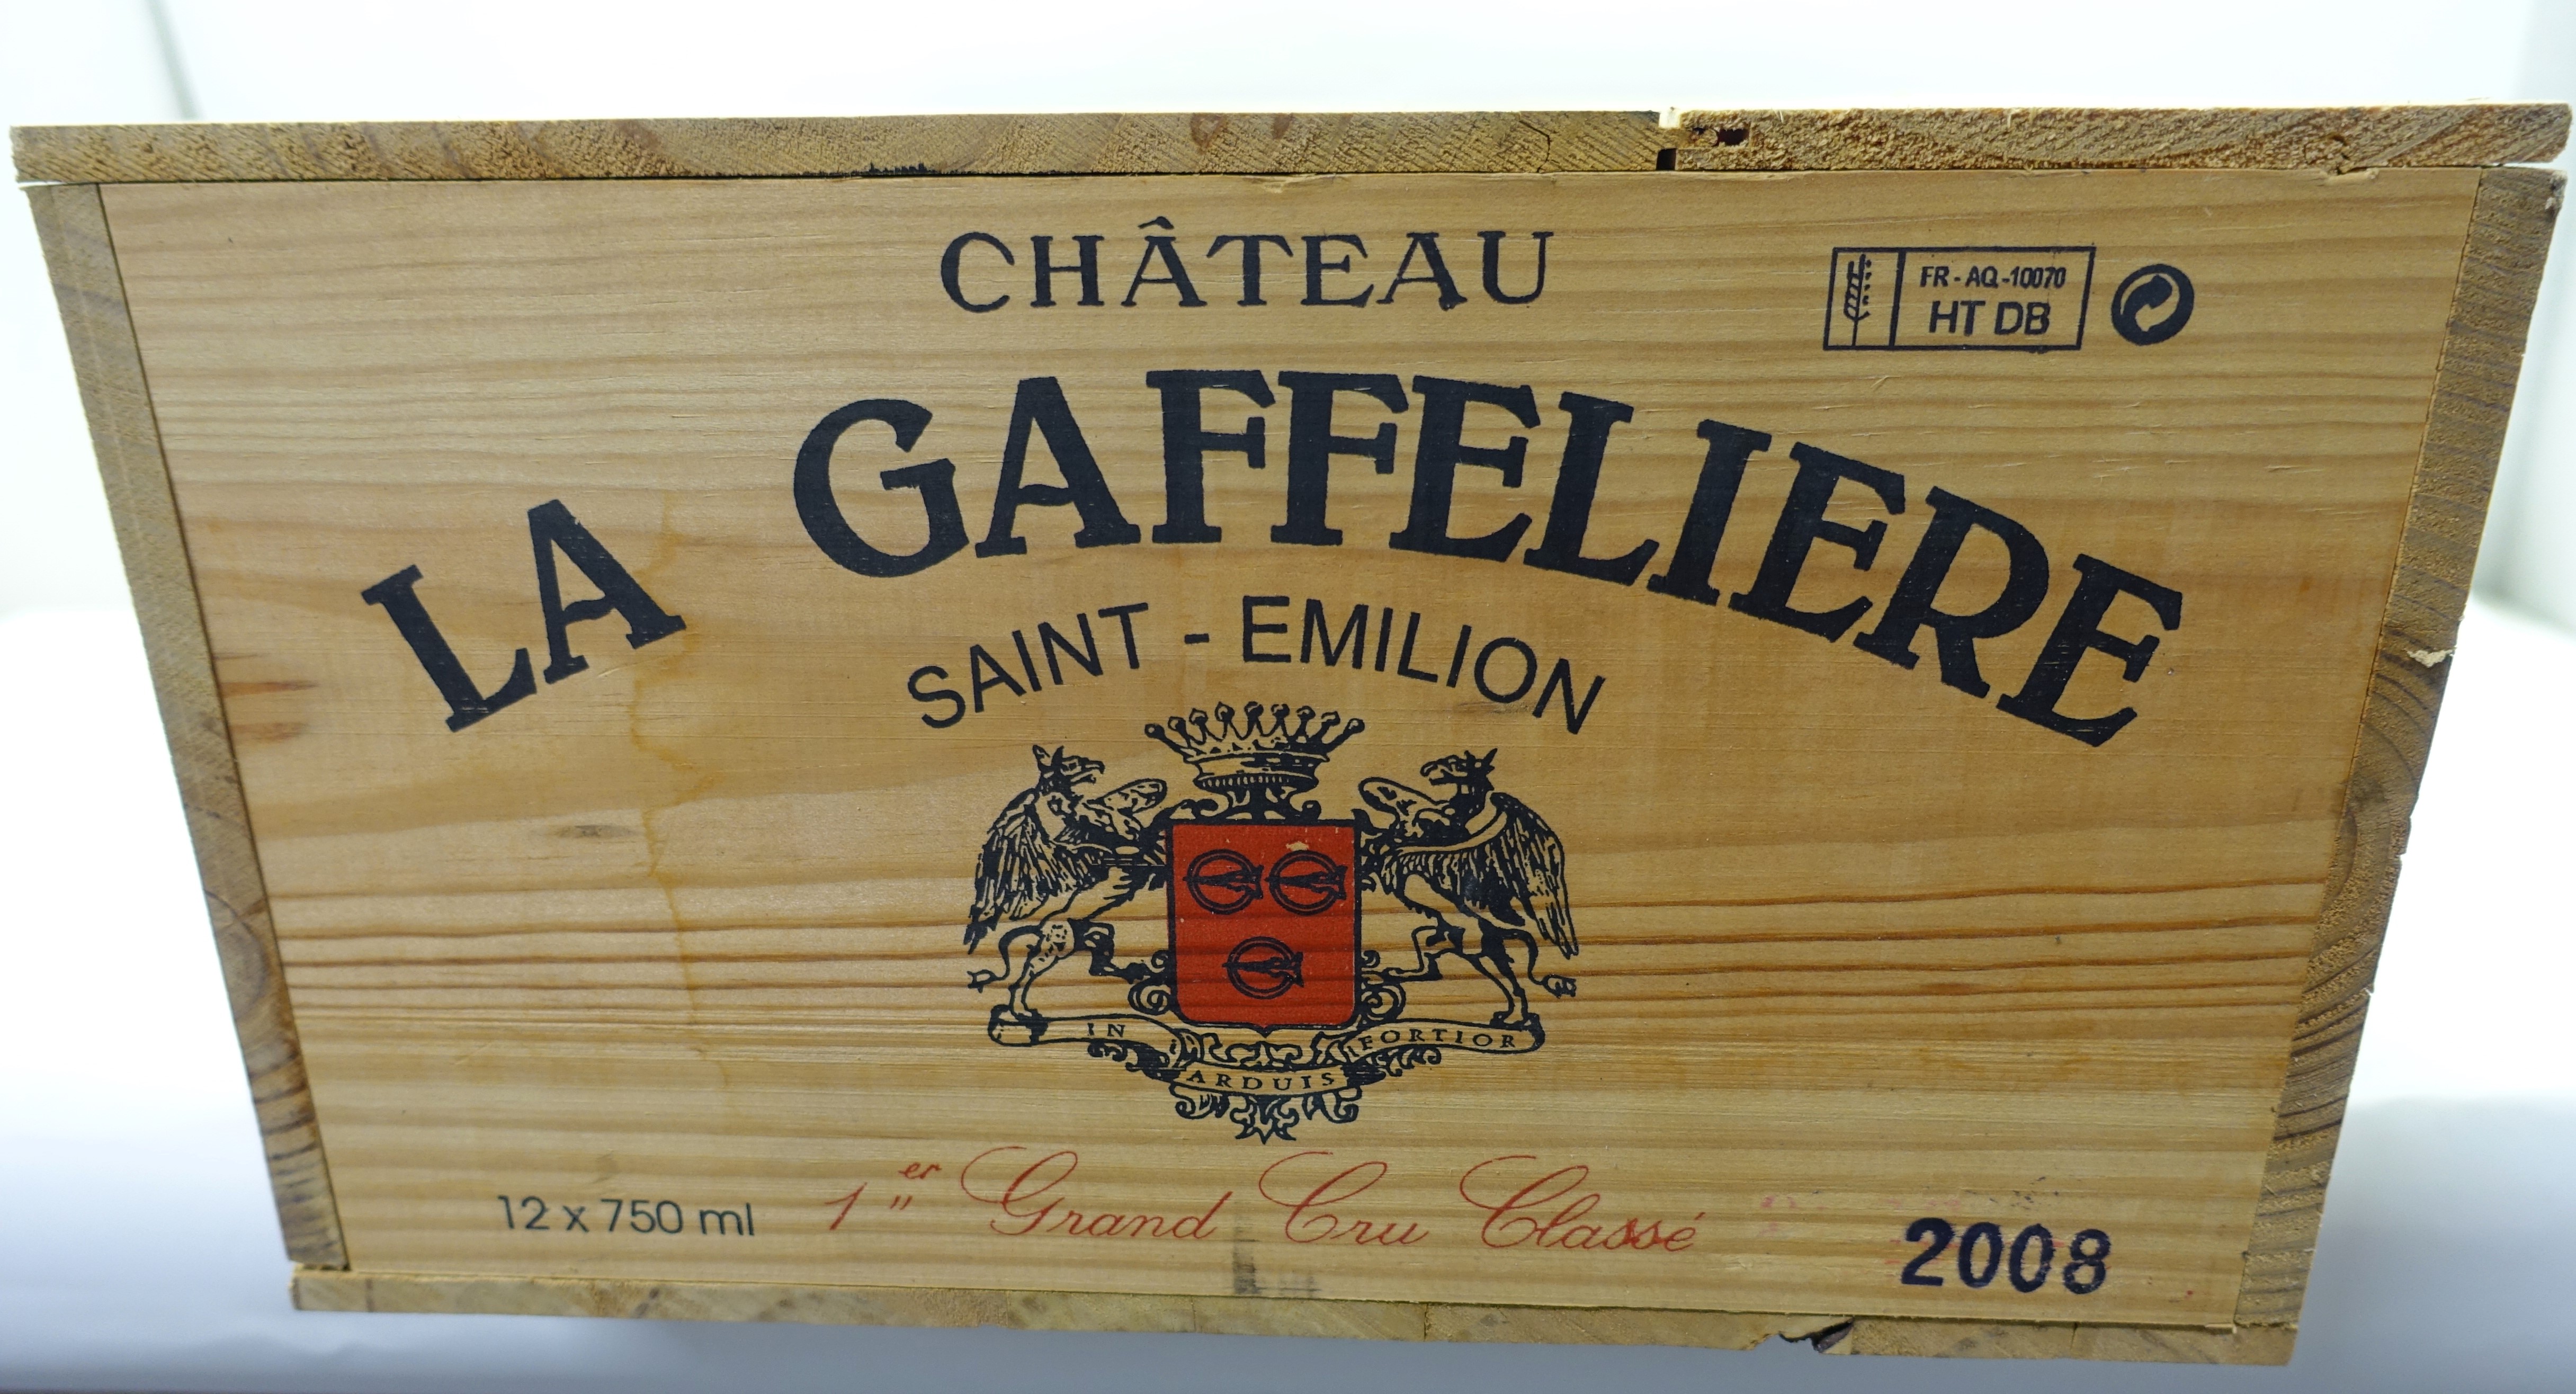 CHÂTEAU
FR - AQ -10070
HT DB
LA GAFFELIERE
SAINT - EMILION
IN ARDUIS FORTIOR
12 x 750 ml
1er " Grand Cru Classé
2008